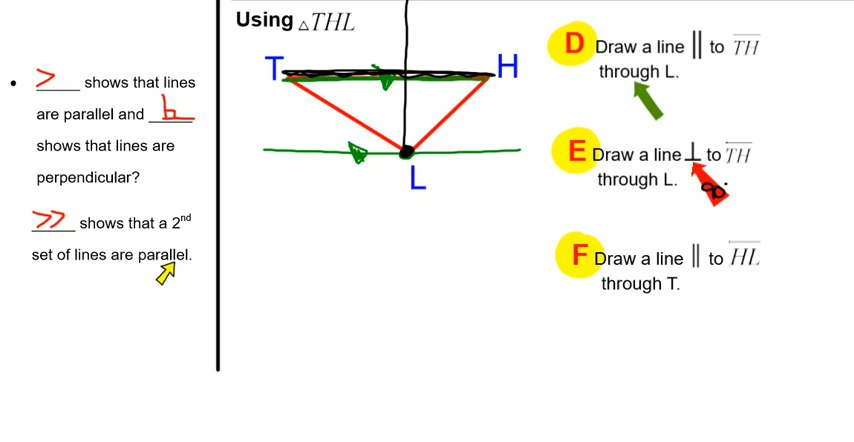 • > shows that lines
are parallel and ⊥
shows that lines are
perpendicular?
>> shows that a 2nd
set of lines are parallel.
Using △THL
T
H
L
D Draw a line || to TH
through L.
E Draw a line ⊥ to TH
through L.
90°
F Draw a line || to HL
through T.